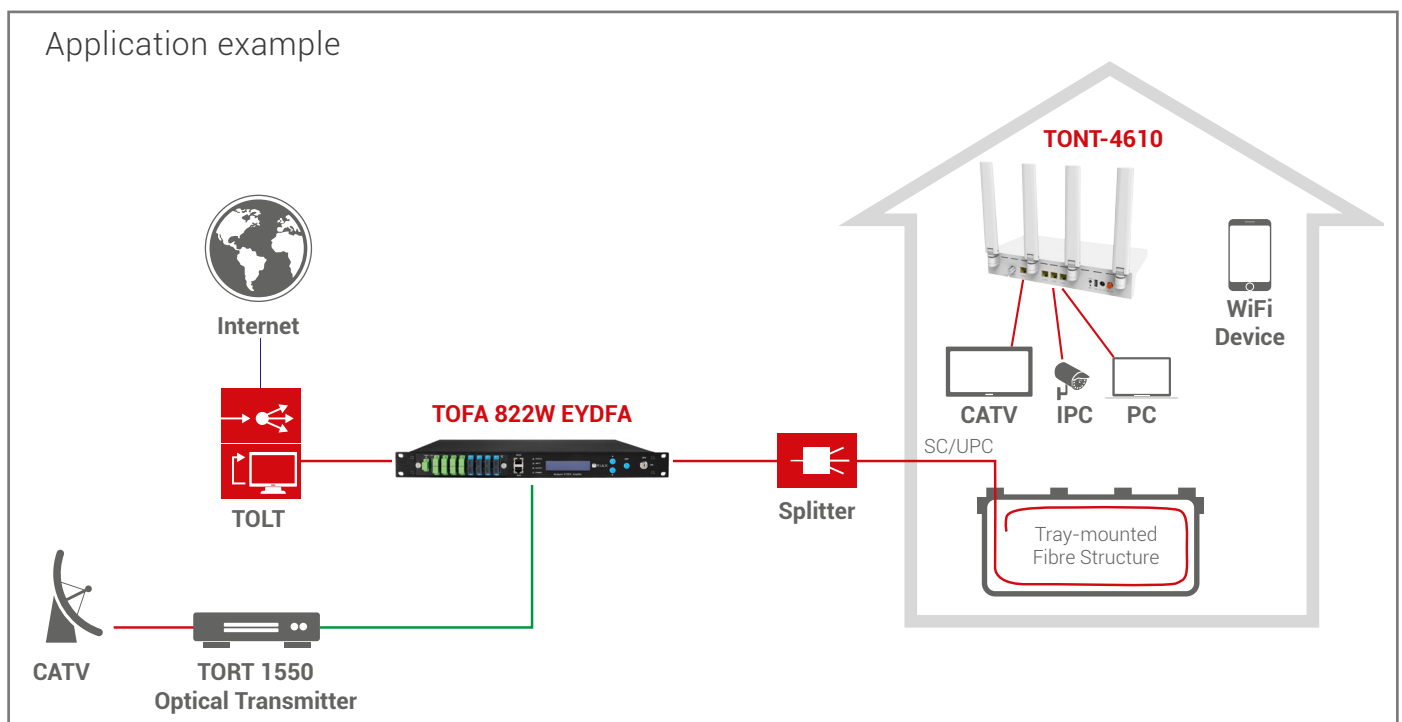 Application example
TONT-4610
Internet
WiFi
Device
TOFA 822W EYDFA
CATV
IPC
PC
SC/UPC
TOLT
Splitter
Tray-mounted
Fibre Structure
CATV
TORT 1550
Optical Transmitter